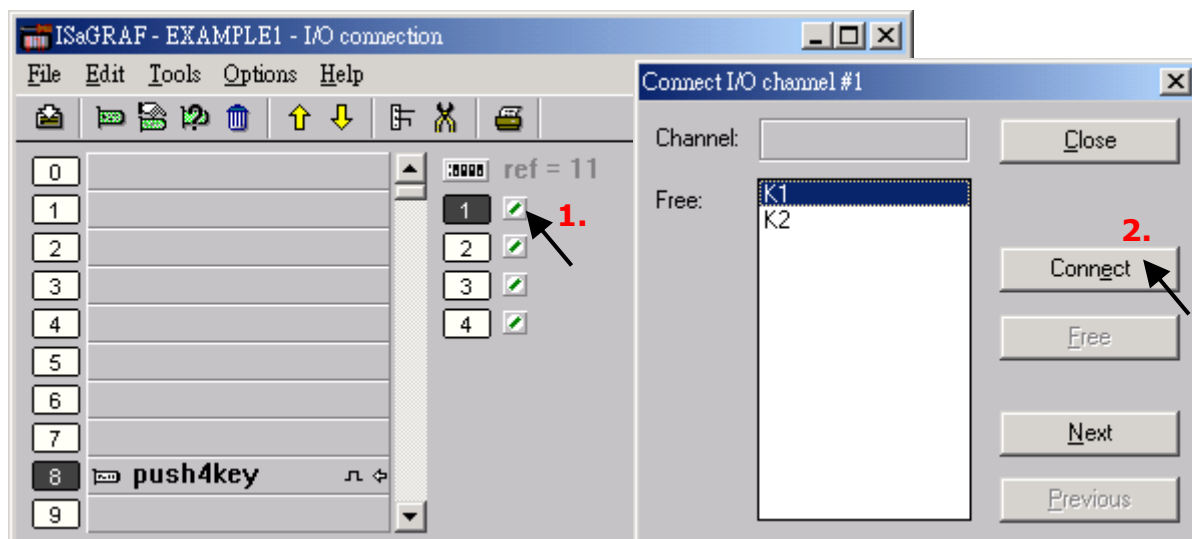 ISaGRAF - EXAMPLE1 - I/O connection
File Edit Tools Options Help
ref = 11
0
1
2
3
4
5
6
7
8 push4key
9
1
2
3
4
1.
Connect I/O channel #1
Channel:
Close
Free:
K1
K2
2.
Connect
Free
Next
Previous